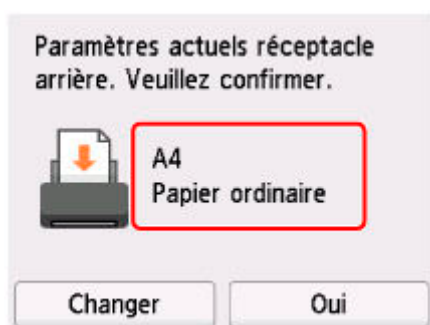 Paramètres actuels réceptacle
arrière. Veuillez confirmer.
A4
Papier ordinaire
Changer
Oui